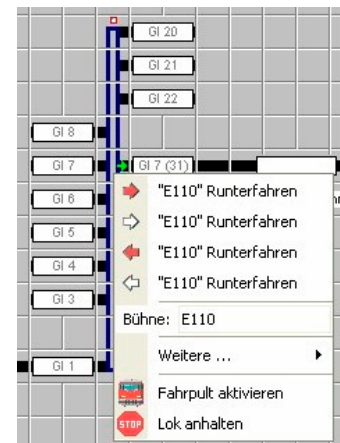 Gl 20
Gl 21
Gl 22
Gl 8
Gl 7
Gl 7 (31)
Gl 6
"E110" Runterfahren
"E110" Runterfahren
Gl 5
"E110" Runterfahren
Gl 4
"E110" Runterfahren
Gl 3
Bühne: E110
Weitere ...
Gl 1
Fahrpult aktivieren
STOP Lok anhalten